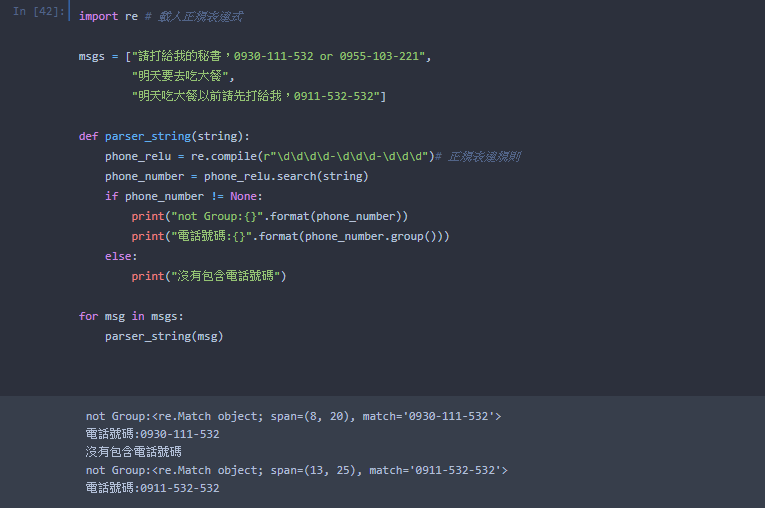 In [42]:
import re # 載入正規表達式
msgs = ["請打給我的秘書，0930-111-532 or 0955-103-221",
"明天要去吃大餐",
"明天吃大餐以前請先打給我，0911-532-532"]
def parser_string(string):
phone_relu = re.compile(r"\d\d\d\d-\d\d\d-\d\d\d")# 正規表達規則
phone_number = phone_relu.search(string)
if phone_number != None:
print("not Group:{}".format(phone_number))
print("電話號碼:{}".format(phone_number.group()))
else:
print("沒有包含電話號碼")
for msg in msgs:
parser_string(msg)
not Group:<re.Match object; span=(8, 20), match='0930-111-532'>
電話號碼:0930-111-532
沒有包含電話號碼
not Group:<re.Match object; span=(13, 25), match='0911-532-532'>
電話號碼:0911-532-532